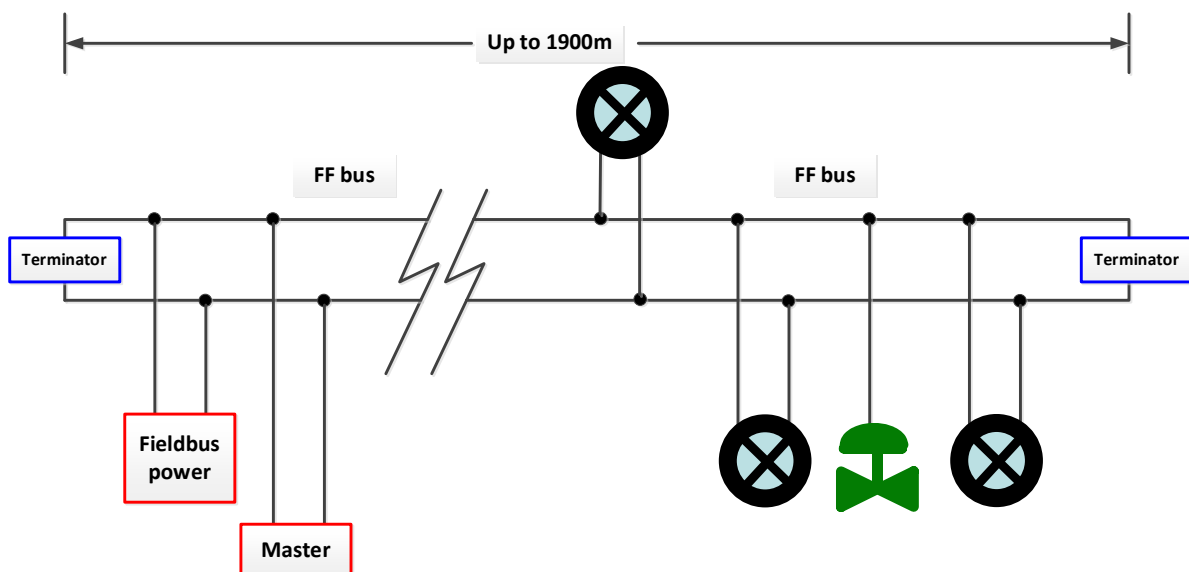 Up to 1900m
FF bus
FF bus
Terminator
Terminator
Fieldbus
power
Master